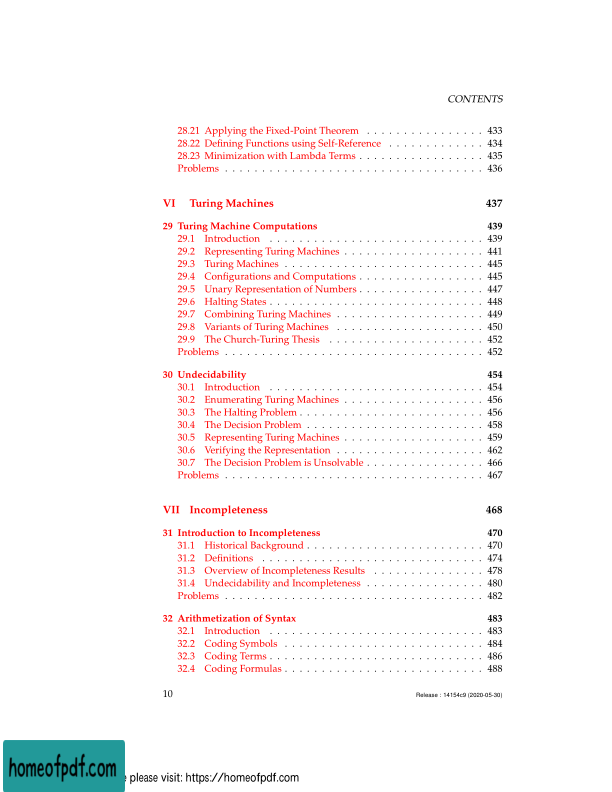 CONTENTS
28.21 Applying the Fixed-Point Theorem . . . . . . . . . . . . . . . . 433
28.22 Defining Functions using Self-Reference . . . . . . . . . . . . . 434
28.23 Minimization with Lambda Terms . . . . . . . . . . . . . . . . . 435
Problems . . . . . . . . . . . . . . . . . . . . . . . . . . . . . . . . . . . 436
VI Turing Machines 437
29 Turing Machine Computations 439
29.1 Introduction . . . . . . . . . . . . . . . . . . . . . . . . . . . . . 439
29.2 Representing Turing Machines . . . . . . . . . . . . . . . . . . . 441
29.3 Turing Machines . . . . . . . . . . . . . . . . . . . . . . . . . . . 445
29.4 Configurations and Computations . . . . . . . . . . . . . . . . . 445
29.5 Unary Representation of Numbers . . . . . . . . . . . . . . . . . 447
29.6 Halting States . . . . . . . . . . . . . . . . . . . . . . . . . . . . . 448
29.7 Combining Turing Machines . . . . . . . . . . . . . . . . . . . . 449
29.8 Variants of Turing Machines . . . . . . . . . . . . . . . . . . . . 450
29.9 The Church-Turing Thesis . . . . . . . . . . . . . . . . . . . . . 452
Problems . . . . . . . . . . . . . . . . . . . . . . . . . . . . . . . . . . . 452
30 Undecidability 454
30.1 Introduction . . . . . . . . . . . . . . . . . . . . . . . . . . . . . 454
30.2 Enumerating Turing Machines . . . . . . . . . . . . . . . . . . . 456
30.3 The Halting Problem . . . . . . . . . . . . . . . . . . . . . . . . . 456
30.4 The Decision Problem . . . . . . . . . . . . . . . . . . . . . . . . 458
30.5 Representing Turing Machines . . . . . . . . . . . . . . . . . . . 459
30.6 Verifying the Representation . . . . . . . . . . . . . . . . . . . . 462
30.7 The Decision Problem is Unsolvable . . . . . . . . . . . . . . . . 466
Problems . . . . . . . . . . . . . . . . . . . . . . . . . . . . . . . . . . . 467
VII Incompleteness 468
31 Introduction to Incompleteness 470
31.1 Historical Background . . . . . . . . . . . . . . . . . . . . . . . . 470
31.2 Definitions . . . . . . . . . . . . . . . . . . . . . . . . . . . . . . 474
31.3 Overview of Incompleteness Results . . . . . . . . . . . . . . . 478
31.4 Undecidability and Incompleteness . . . . . . . . . . . . . . . . 480
Problems . . . . . . . . . . . . . . . . . . . . . . . . . . . . . . . . . . . 482
32 Arithmetization of Syntax 483
32.1 Introduction . . . . . . . . . . . . . . . . . . . . . . . . . . . . . 483
32.2 Coding Symbols . . . . . . . . . . . . . . . . . . . . . . . . . . . 484
32.3 Coding Terms . . . . . . . . . . . . . . . . . . . . . . . . . . . . . 486
32.4 Coding Formulas . . . . . . . . . . . . . . . . . . . . . . . . . . . 488
10 Release : 14154c9 (2020-05-30)
homeofpdf.com
please visit: https://homeofpdf.com